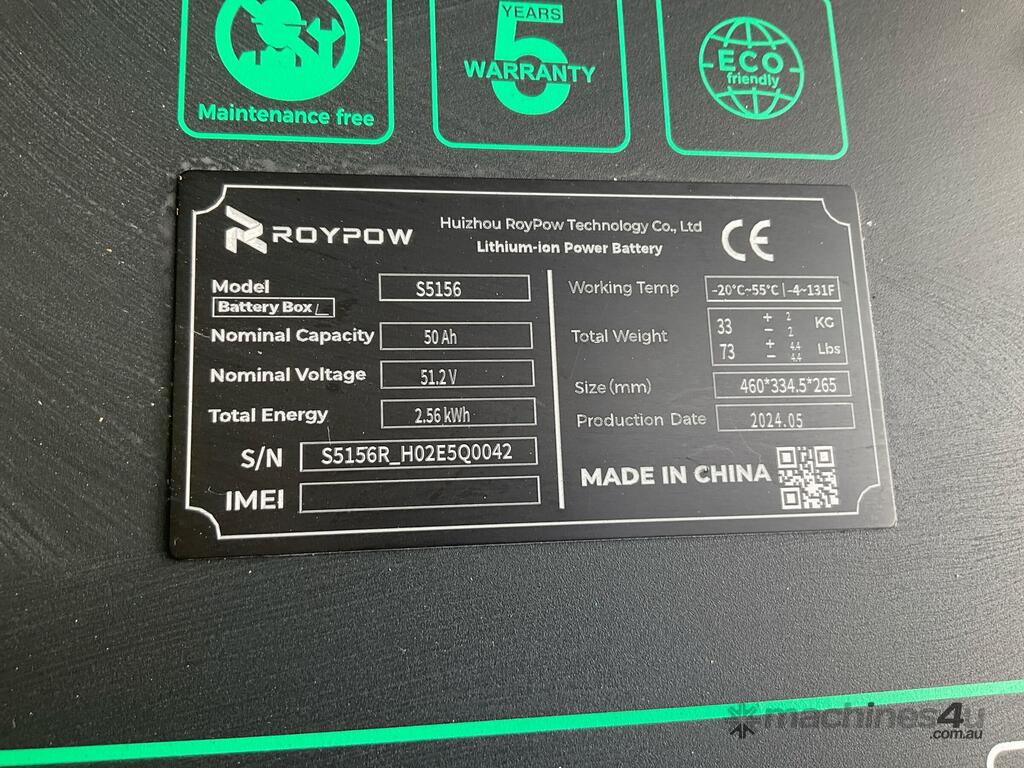 Maintenance free
5
YEARS
WARRANTY
ECO
friendly
ROYPOW
Huizhou RoyPow Technology Co., Ltd
Lithium-ion Power Battery
CE
Model S5156
Battery Box
Nominal Capacity 50 Ah
Nominal Voltage 51.2 V
Total Energy 2.56 kWh
S/N S5156R_H02E5Q0042
IMEI
Working Temp -20°C~55°C | -4~131F
Total Weight
33 + 2 - 2 KG
73 + 4.4 - 4.4 Lbs
Size (mm) 460*334.5*265
Production Date 2024.05
MADE IN CHINA
machines4u
.com.au